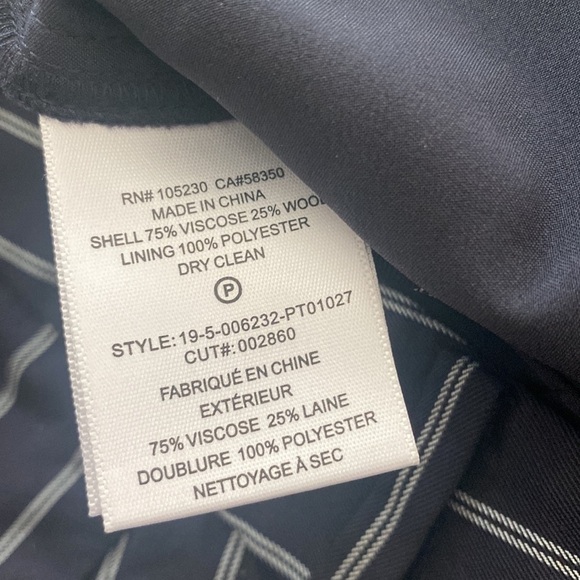 RN# 105230 CA#58350
MADE IN CHINA
SHELL 75% VISCOSE 25% WOOL
LINING 100% POLYESTER
DRY CLEAN
P
STYLE: 19-5-006232-PT01027
CUT#: 002860
FABRIQUÉ EN CHINE
EXTÉRIEUR
75% VISCOSE 25% LAINE
DOUBLURE 100% POLYESTER
NETTOYAGE À SEC